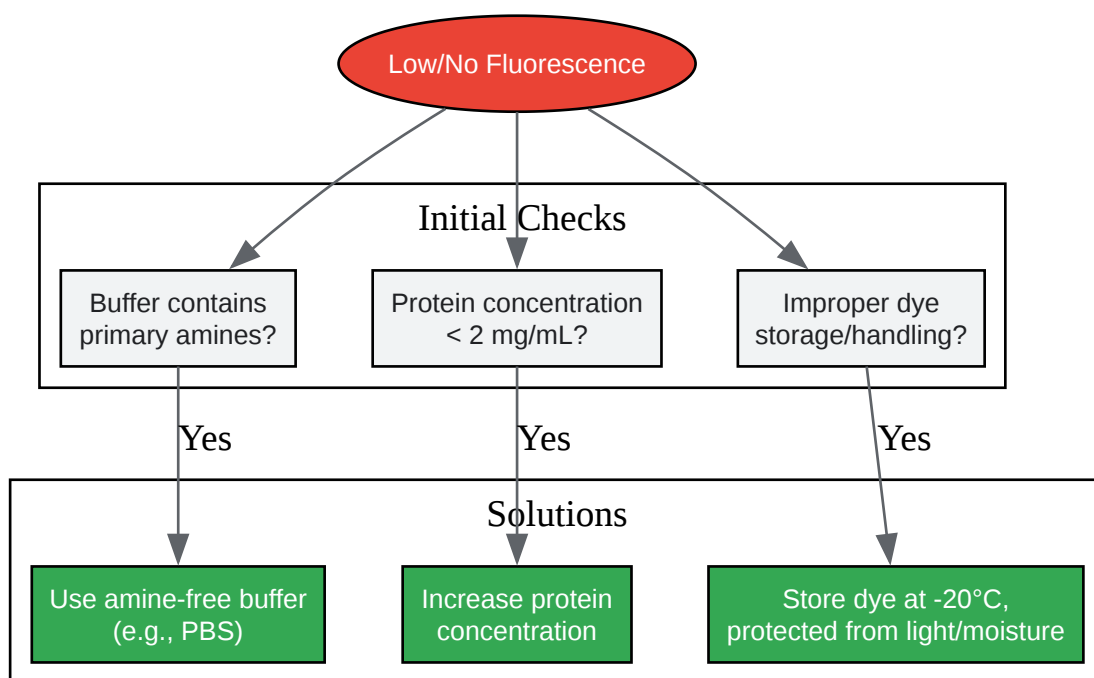 Low/No Fluorescence
Initial Checks
Buffer contains
primary amines?
Protein concentration
< 2 mg/mL?
Improper dye
storage/handling?
Yes
Yes
Yes
Solutions
Use amine-free buffer
(e.g., PBS)
Increase protein
concentration
Store dye at -20°C,
protected from light/moisture